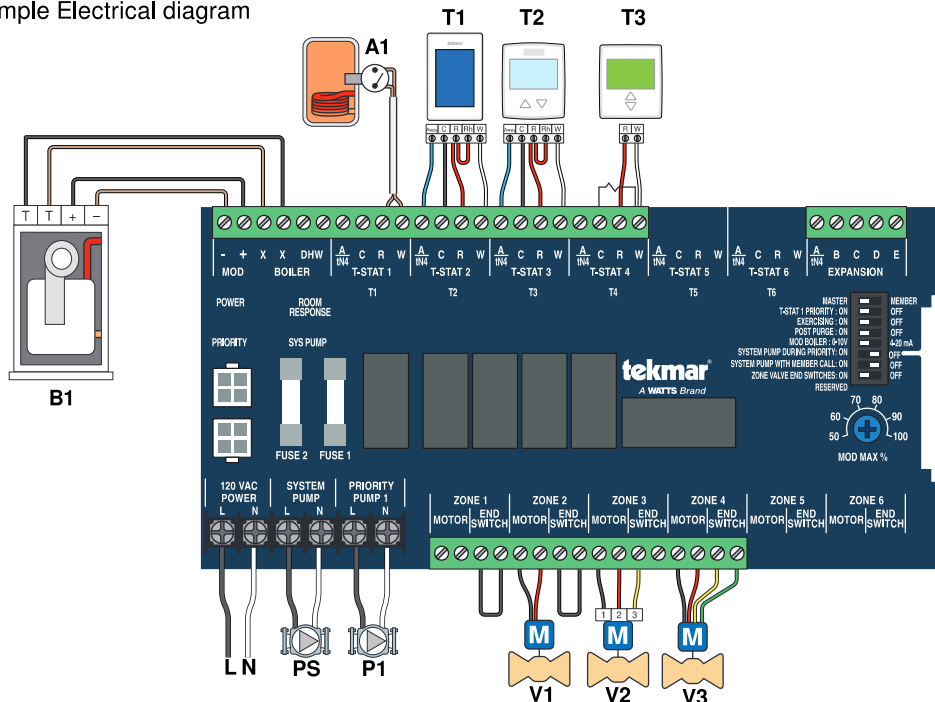 mple Electrical diagram
A1
T1
T2
T3
tekmar
Away C R Rh W
Away C R Rh W
R W
T T + –
B1
- + X X DHW
MOD BOILER
A/tN4 C R W
T-STAT 1
A/tN4 C R W
T-STAT 2
A/tN4 C R W
T-STAT 3
A/tN4 C R W
T-STAT 4
A/tN4 C R W
T-STAT 5
A/tN4 C R W
T-STAT 6
A/tN4 B C D E
EXPANSION
T1 T2 T3 T4 T5 T6
POWER
ROOM
RESPONSE
PRIORITY
SYS PUMP
MASTER MEMBER
T-STAT 1 PRIORITY : ON OFF
EXERCISING : ON OFF
POST PURGE : ON OFF
MOD BOILER : 0-10V 4-20 mA
SYSTEM PUMP DURING PRIORITY: ON OFF
SYSTEM PUMP WITH MEMBER CALL: ON OFF
ZONE VALVE END SWITCHES: ON OFF
RESERVED
tekmar®
A WATTS Brand
50 60 70 80 90 100
MOD MAX %
FUSE 2 FUSE 1
120 VAC
POWER
L N
SYSTEM
PUMP
L N
PRIORITY
PUMP 1
L N
ZONE 1
MOTOR END
SWITCH
ZONE 2
MOTOR END
SWITCH
ZONE 3
MOTOR END
SWITCH
ZONE 4
MOTOR END
SWITCH
ZONE 5
MOTOR END
SWITCH
ZONE 6
MOTOR END
SWITCH
1 2 3
M M M
L N PS P1
V1 V2 V3